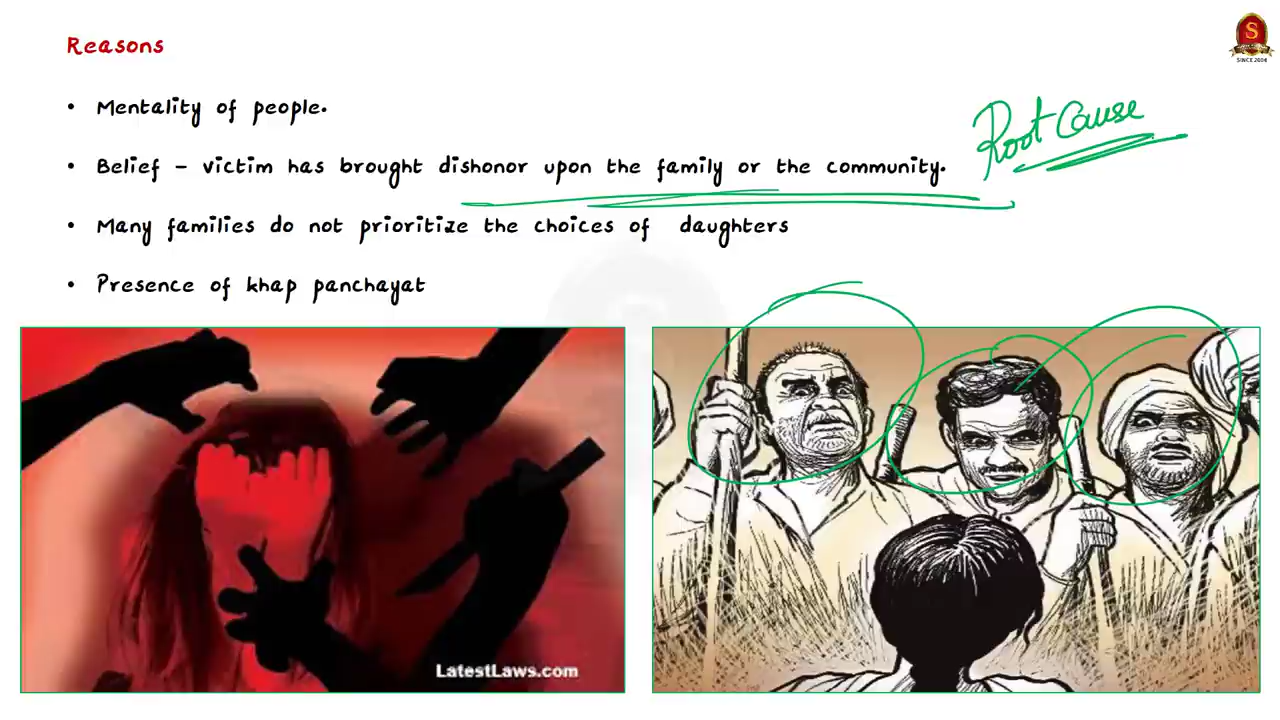 Reasons
• Mentality of people.
• Belief – victim has brought dishonor upon the family or the community.
Root Cause
• Many families do not prioritize the choices of daughters
• Presence of khap panchayat
LatestLaws.com
S
SINCE 2004